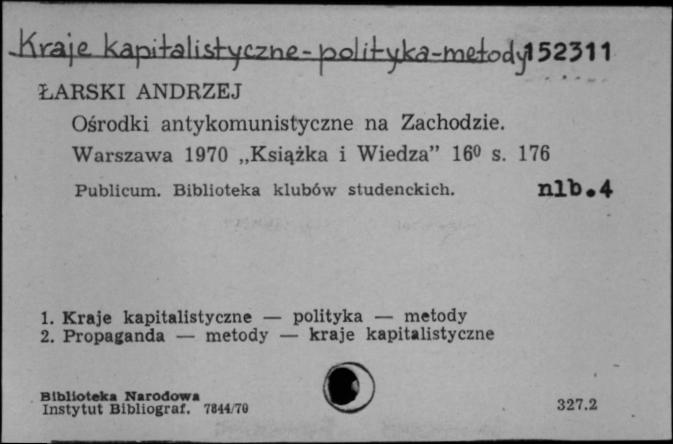 Kraje kapitalistyczne-polityka-metody 152311
ŁARSKI ANDRZEJ
Ośrodki antykomunistyczne na Zachodzie.
Warszawa 1970 „Książka i Wiedza” 16⁰ s. 176
Publicum. Biblioteka klubów studenckich. nlb.4
1. Kraje kapitalistyczne — polityka — metody
2. Propaganda — metody — kraje kapitalistyczne
Biblioteka Narodowa
Instytut Bibliograf. 7844/70 327.2